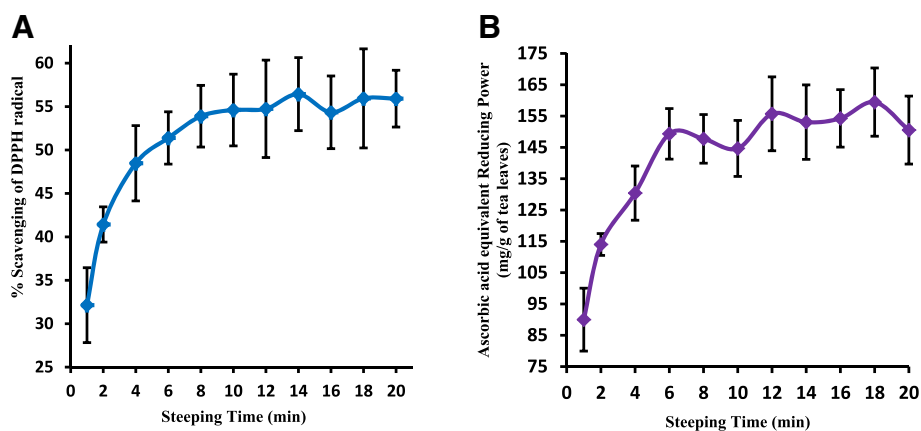 A
% Scavenging of DPPH radical
60
55
50
45
40
35
30
25
0 2 4 6 8 10 12 14 16 18 20
Steeping Time (min)
B
Ascorbic acid equivalent Reducing Power
(mg/g of tea leaves)
175
165
155
145
135
125
115
105
95
85
75
0 2 4 6 8 10 12 14 16 18 20
Steeping Time (min)